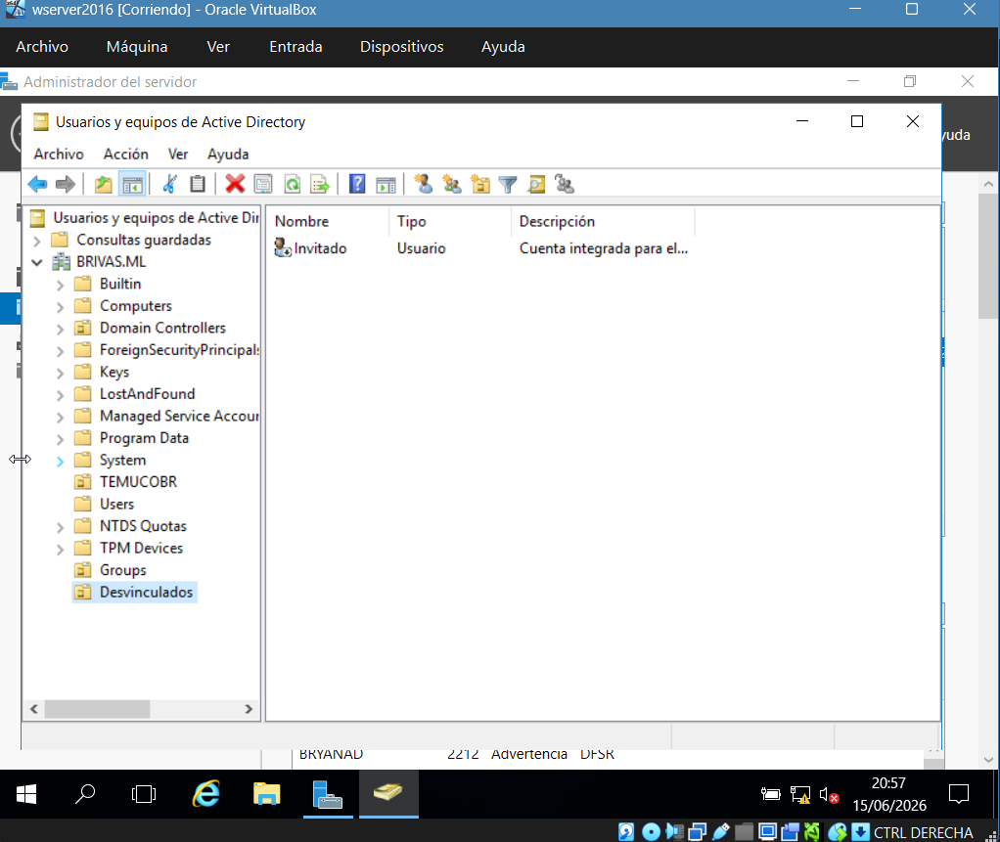 wserver2016 [Corriendo] - Oracle VirtualBox
Archivo Máquina Ver Entrada Dispositivos Ayuda
Administrador del servidor
Usuarios y equipos de Active Directory
Archivo Acción Ver Ayuda
Usuarios y equipos de Active Dir
Nombre Tipo Descripción
Consultas guardadas
Invitado Usuario Cuenta integrada para el...
BRIVAS.ML
Builtin
Computers
Domain Controllers
ForeignSecurityPrincipals
Keys
LostAndFound
Managed Service Accour
Program Data
System
TEMUCOBR
Users
NTDS Quotas
TPM Devices
Groups
Desvinculados
BRYANAD 2212 Advertencia DFSR
20:57
15/06/2026
CTRL DERECHA